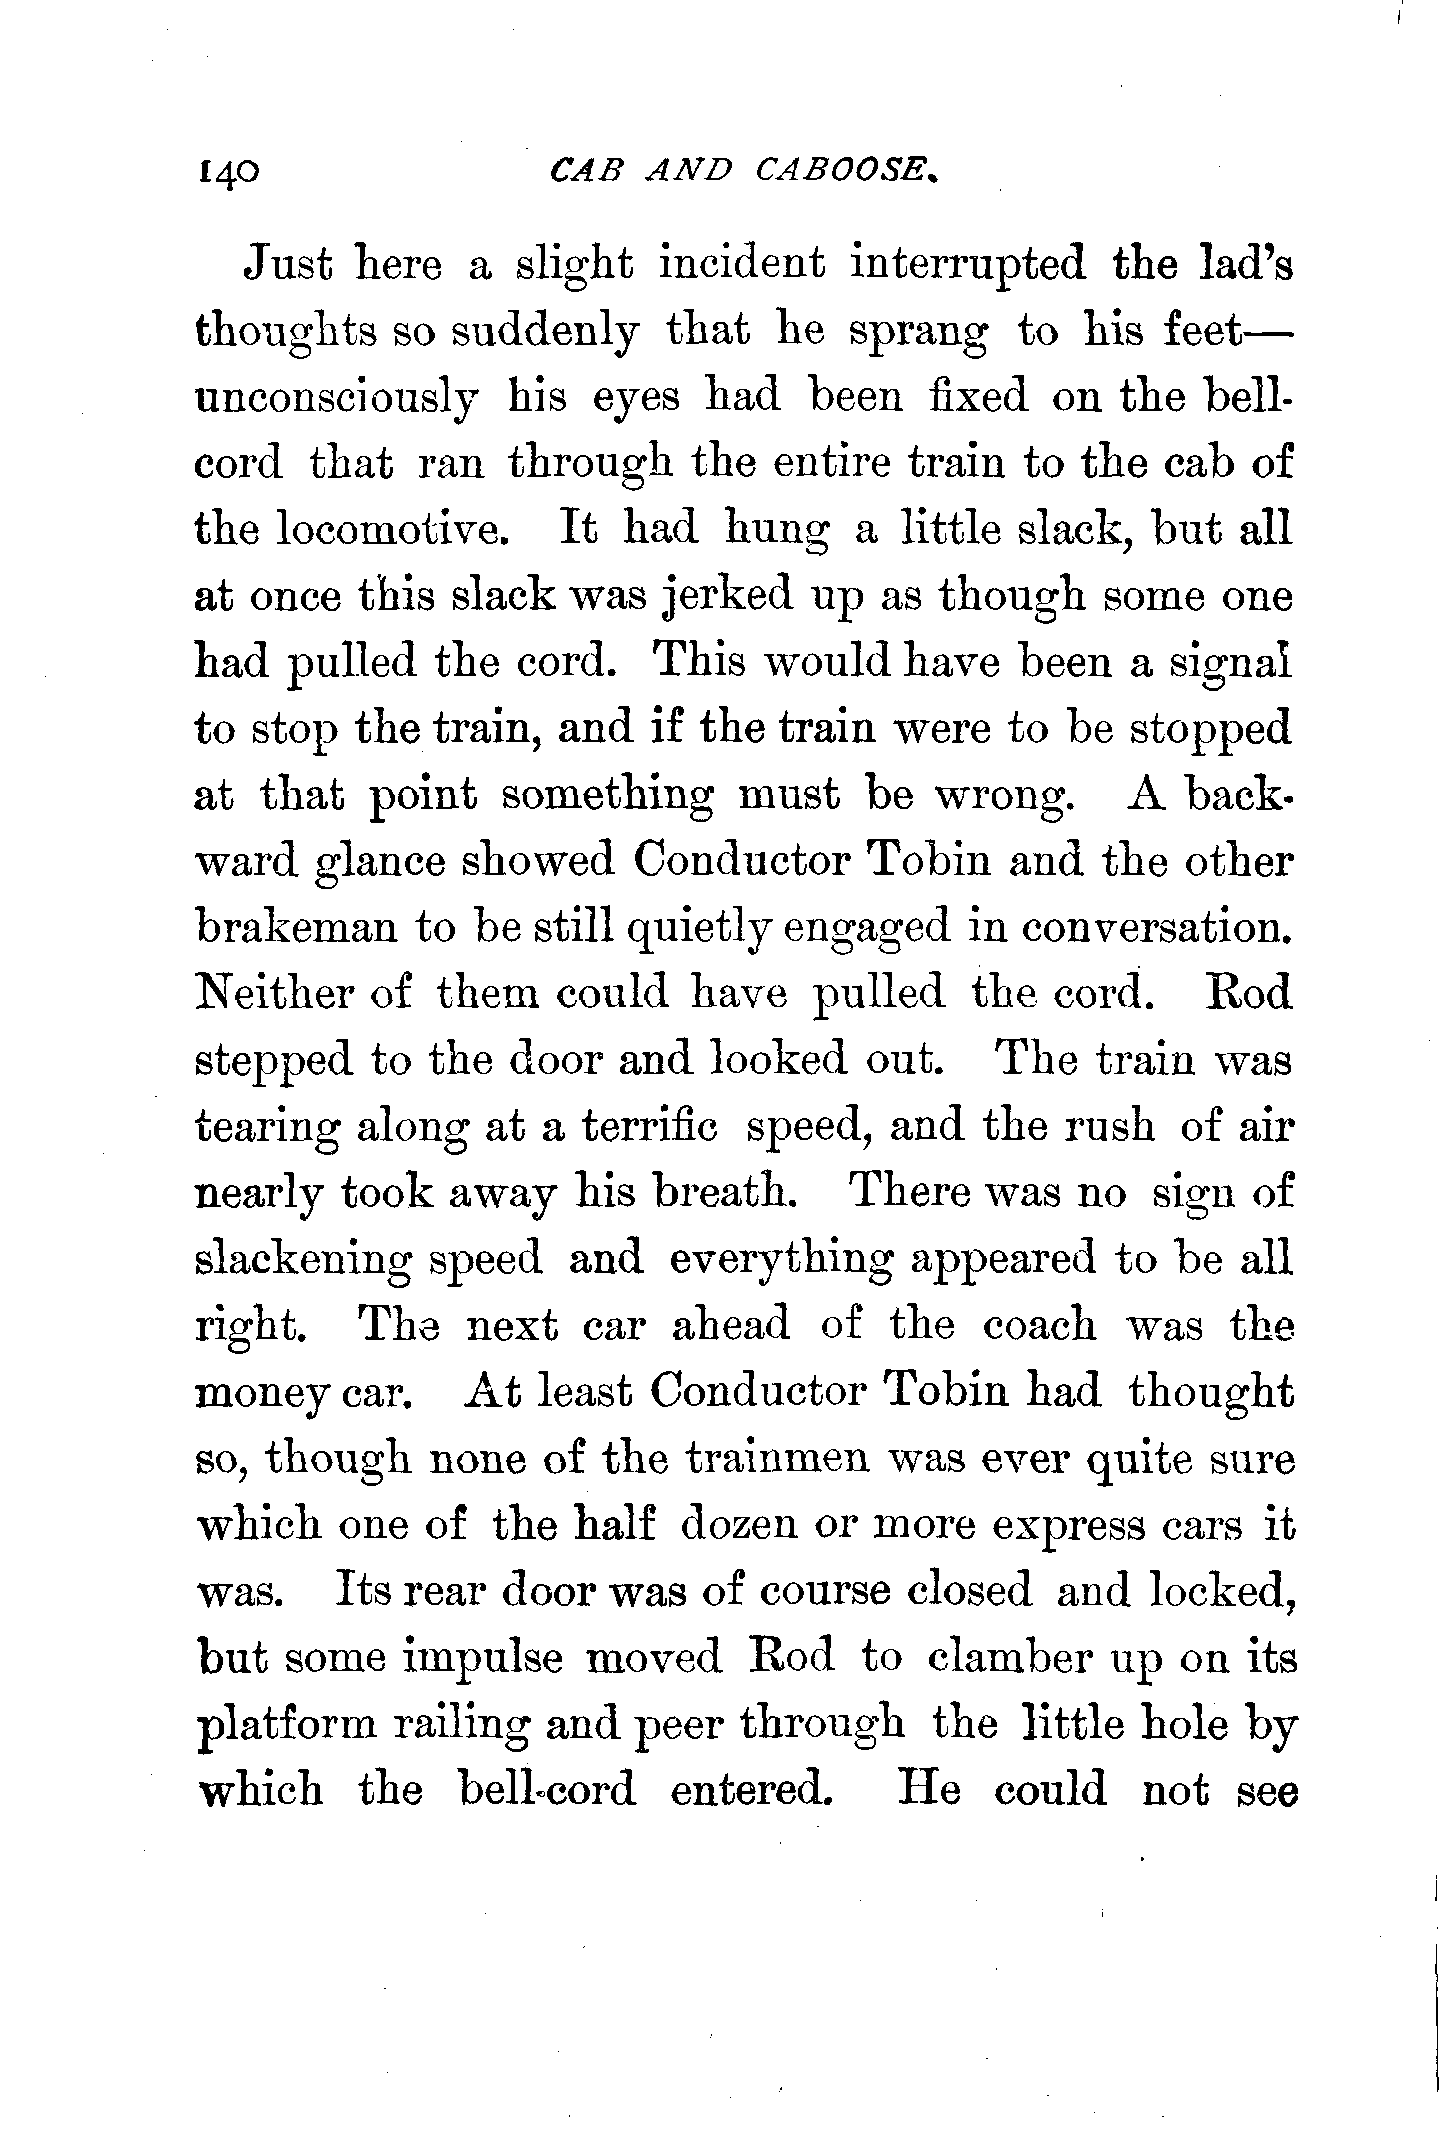 140 CAB AND CABOOSE.
Just here a slight incident interrupted the lad's
thoughts so suddenly that he sprang to his feet—
unconsciously his eyes had been fixed on the bell-
cord that ran through the entire train to the cab of
the locomotive. It had hung a little slack, but all
at once this slack was jerked up as though some one
had pulled the cord. This would have been a signal
to stop the train, and if the train were to be stopped
at that point something must be wrong. A back-
ward glance showed Conductor Tobin and the other
brakeman to be still quietly engaged in conversation.
Neither of them could have pulled the cord. Rod
stepped to the door and looked out. The train was
tearing along at a terrific speed, and the rush of air
nearly took away his breath. There was no sign of
slackening speed and everything appeared to be all
right. The next car ahead of the coach was the
money car. At least Conductor Tobin had thought
so, though none of the trainmen was ever quite sure
which one of the half dozen or more express cars it
was. Its rear door was of course closed and locked,
but some impulse moved Rod to clamber up on its
platform railing and peer through the little hole by
which the bell-cord entered. He could not see